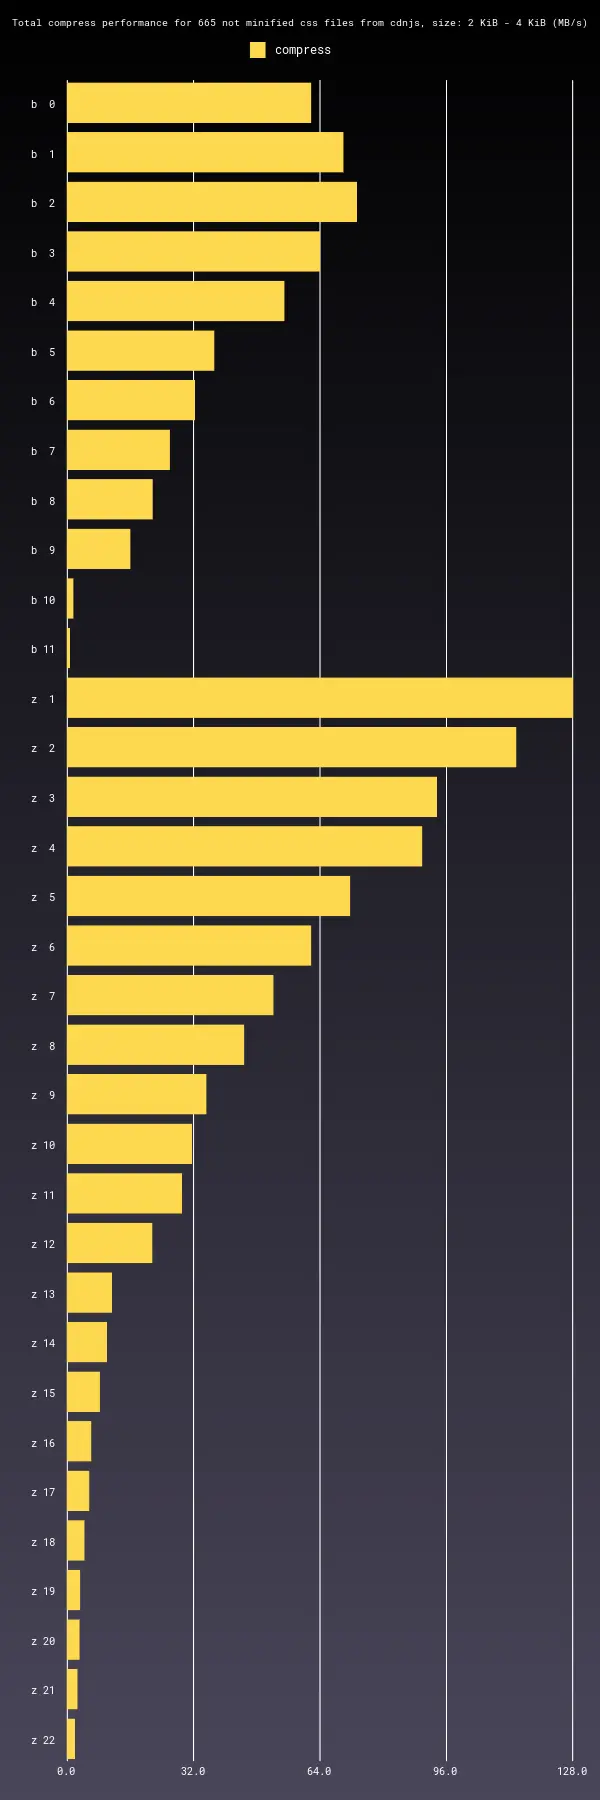 Total compress performance for 665 not minified css files from cdnjs, size: 2 KiB - 4 KiB (MB/s)
compress
b 0
b 1
b 2
b 3
b 4
b 5
b 6
b 7
b 8
b 9
b 10
b 11
z 1
z 2
z 3
z 4
z 5
z 6
z 7
z 8
z 9
z 10
z 11
z 12
z 13
z 14
z 15
z 16
z 17
z 18
z 19
z 20
z 21
z 22
0.0 32.0 64.0 96.0 128.0